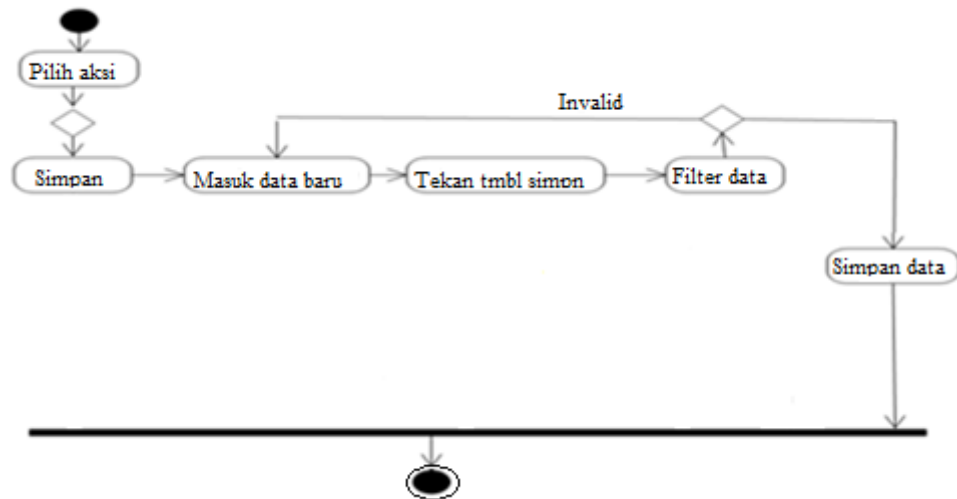 Pilih aksi
Invalid
Simpan
Masuk data baru
Tekan tmbl simpn
Filter data
Simpan data